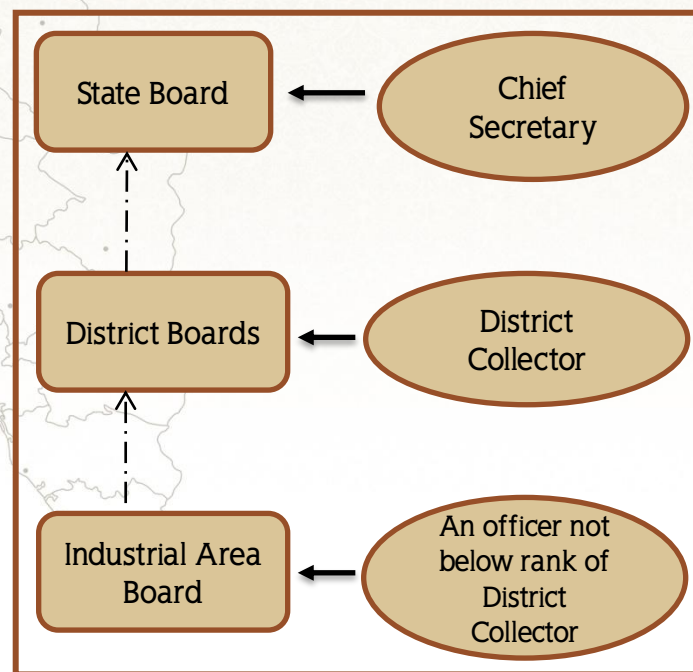 State Board
Chief
Secretary
District Boards
District
Collector
Industrial Area
Board
An officer not
below rank of
District
Collector